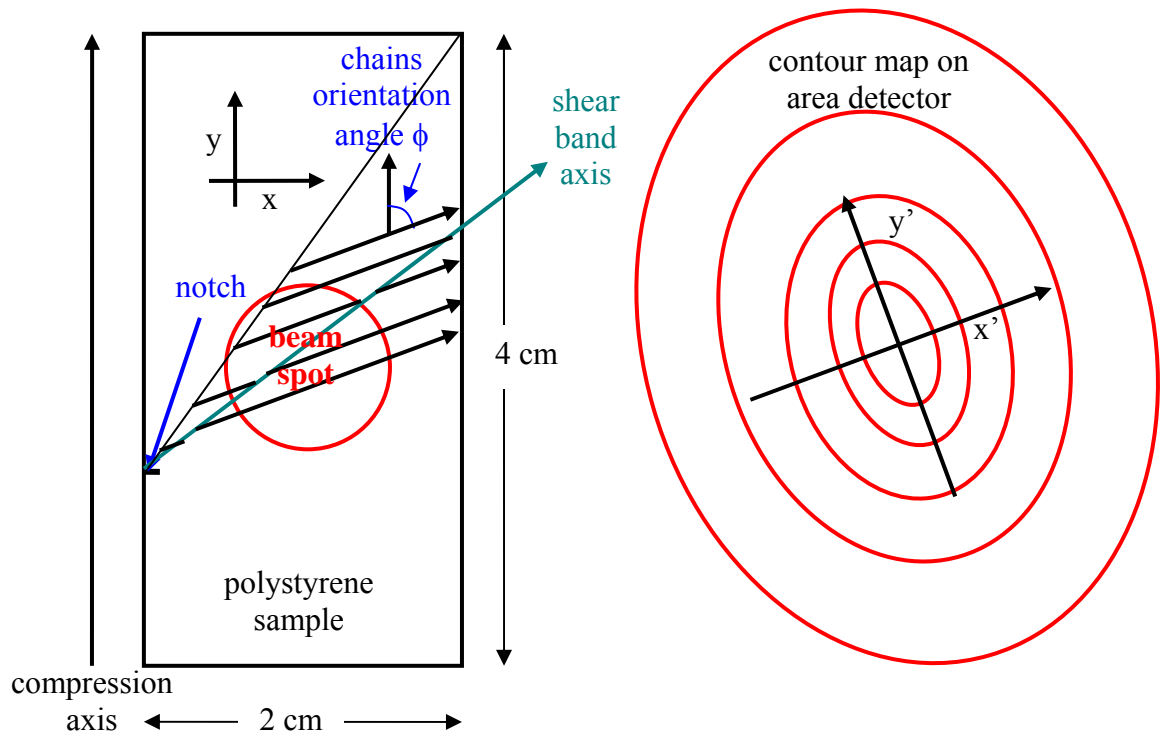 chains
orientation
angle ϕ
y
x
shear
band
axis
notch
beam
spot
4 cm
polystyrene
sample
compression
axis
2 cm
contour map on
area detector
y’
x’